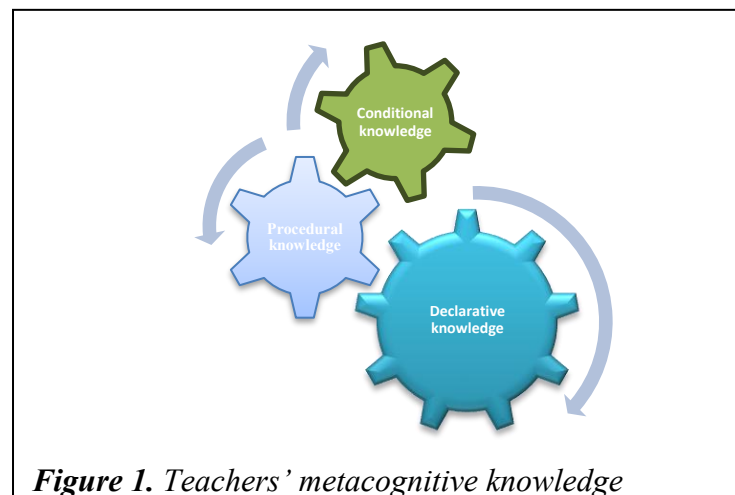 Conditional
knowledge
Procedural
knowledge
Declarative
knowledge
Figure 1. Teachers’ metacognitive knowledge